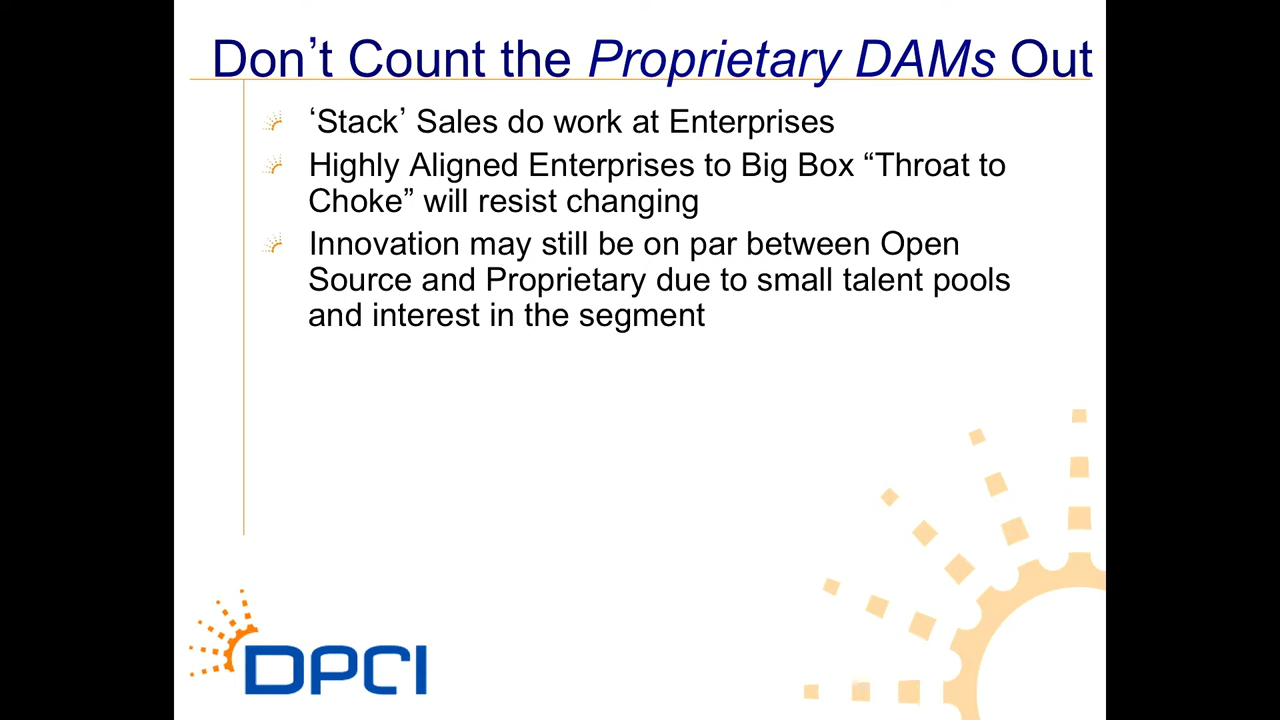 Don’t Count the Proprietary DAMs Out
‘Stack’ Sales do work at Enterprises
Highly Aligned Enterprises to Big Box “Throat to
Choke” will resist changing
Innovation may still be on par between Open
Source and Proprietary due to small talent pools
and interest in the segment
DPCI